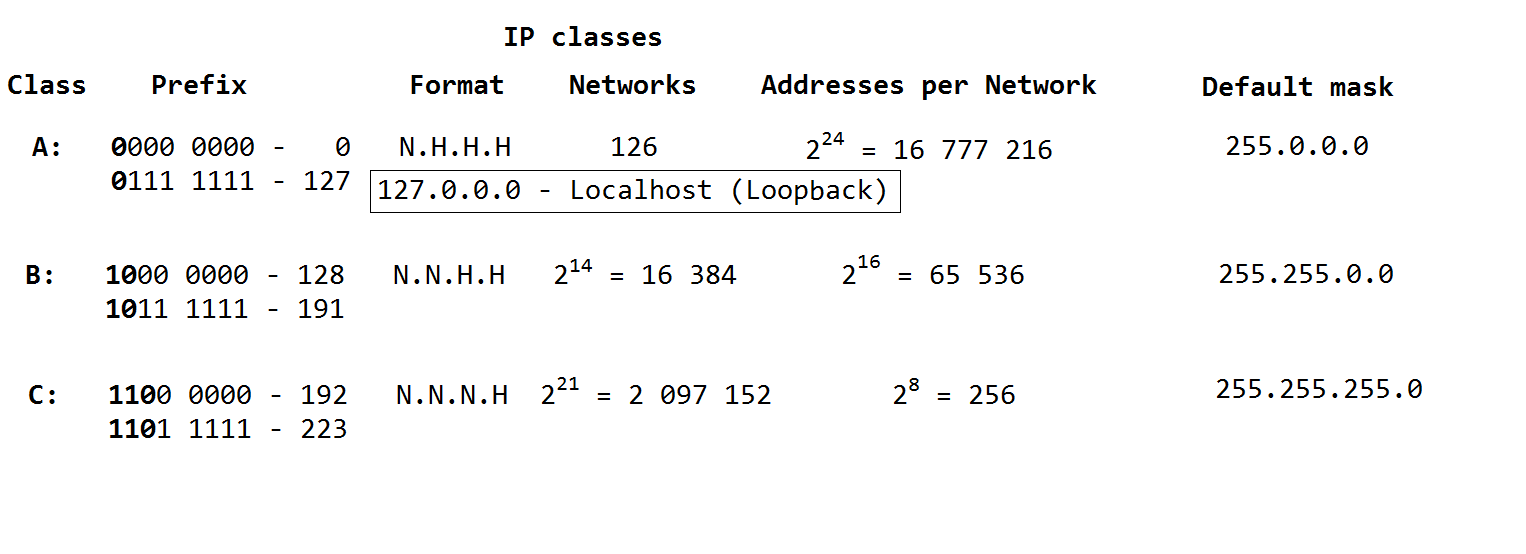 IP classes
Class Prefix Format Networks Addresses per Network Default mask
A: 0000 0000 - 0 N.H.H.H 126 2^24 = 16 777 216 255.0.0.0
0111 1111 - 127 127.0.0.0 - Localhost (Loopback)
B: 1000 0000 - 128 N.N.H.H 2^14 = 16 384 2^16 = 65 536 255.255.0.0
1011 1111 - 191
C: 1100 0000 - 192 N.N.N.H 2^21 = 2 097 152 2^8 = 256 255.255.255.0
1101 1111 - 223